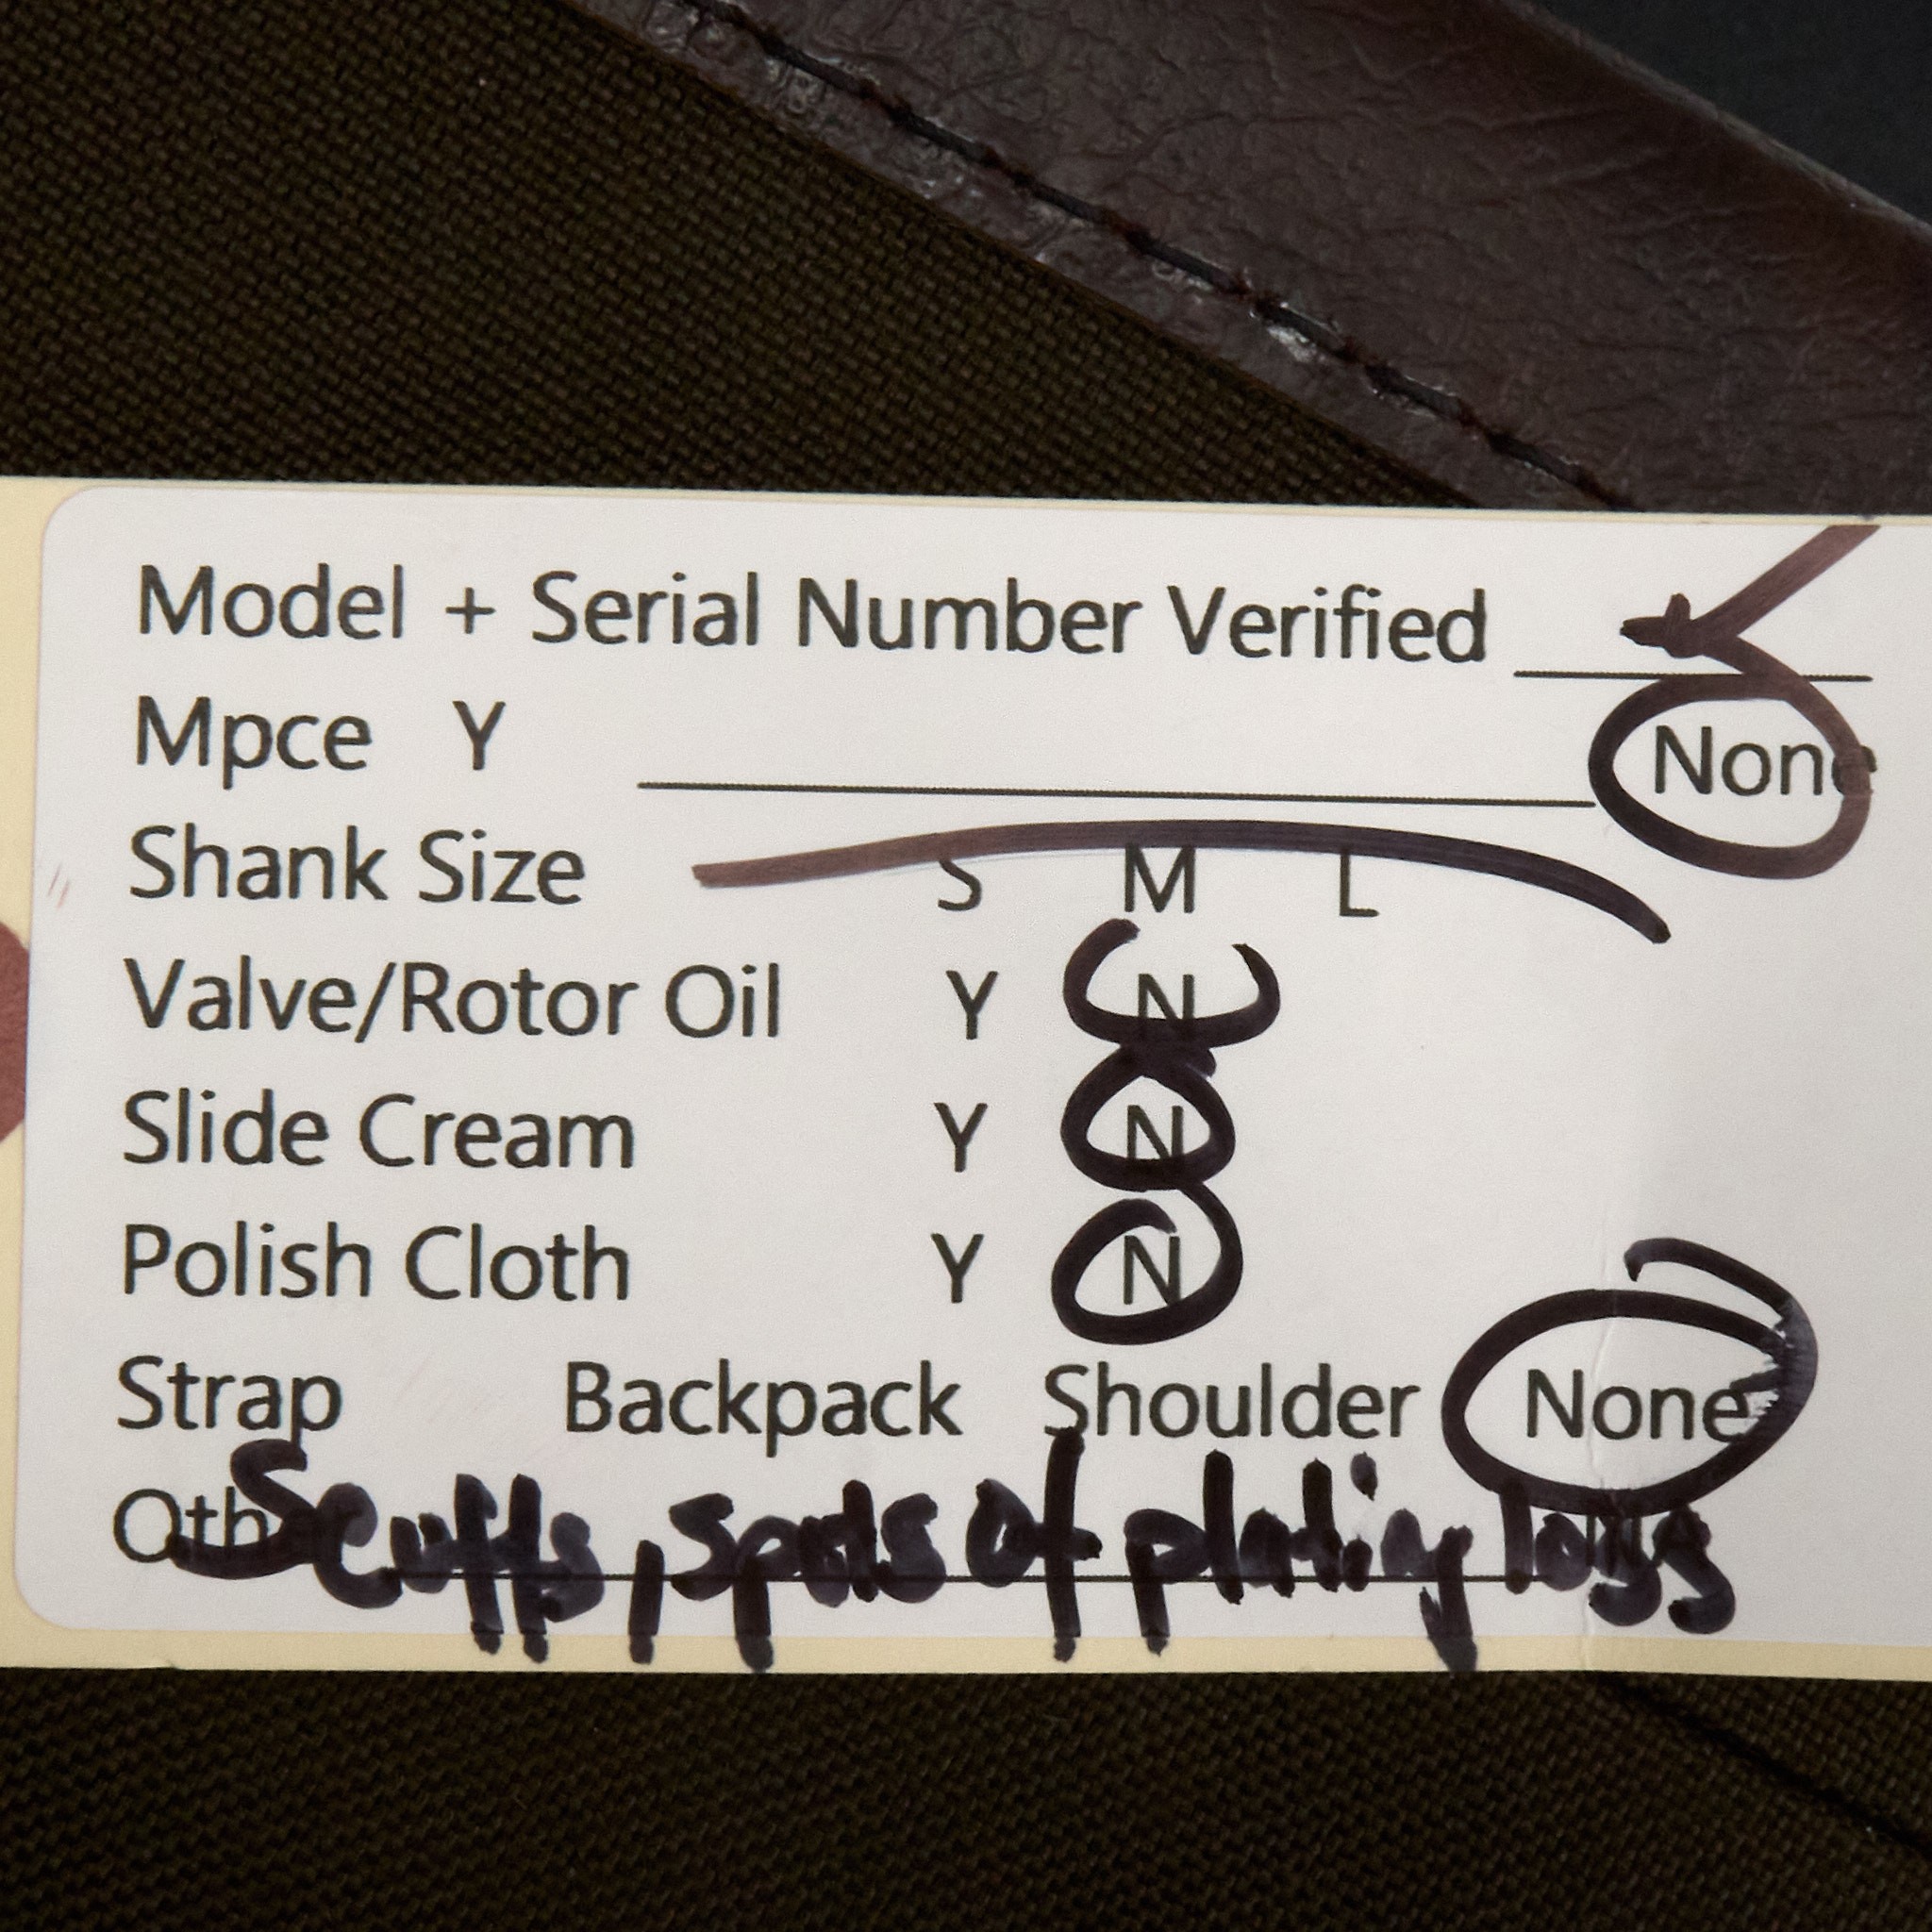 Model + Serial Number Verified
Mpce Y None
Shank Size S M L
Valve/Rotor Oil Y N
Slide Cream Y N
Polish Cloth Y N
Strap Backpack Shoulder None
Scuffs, spots of plating loss